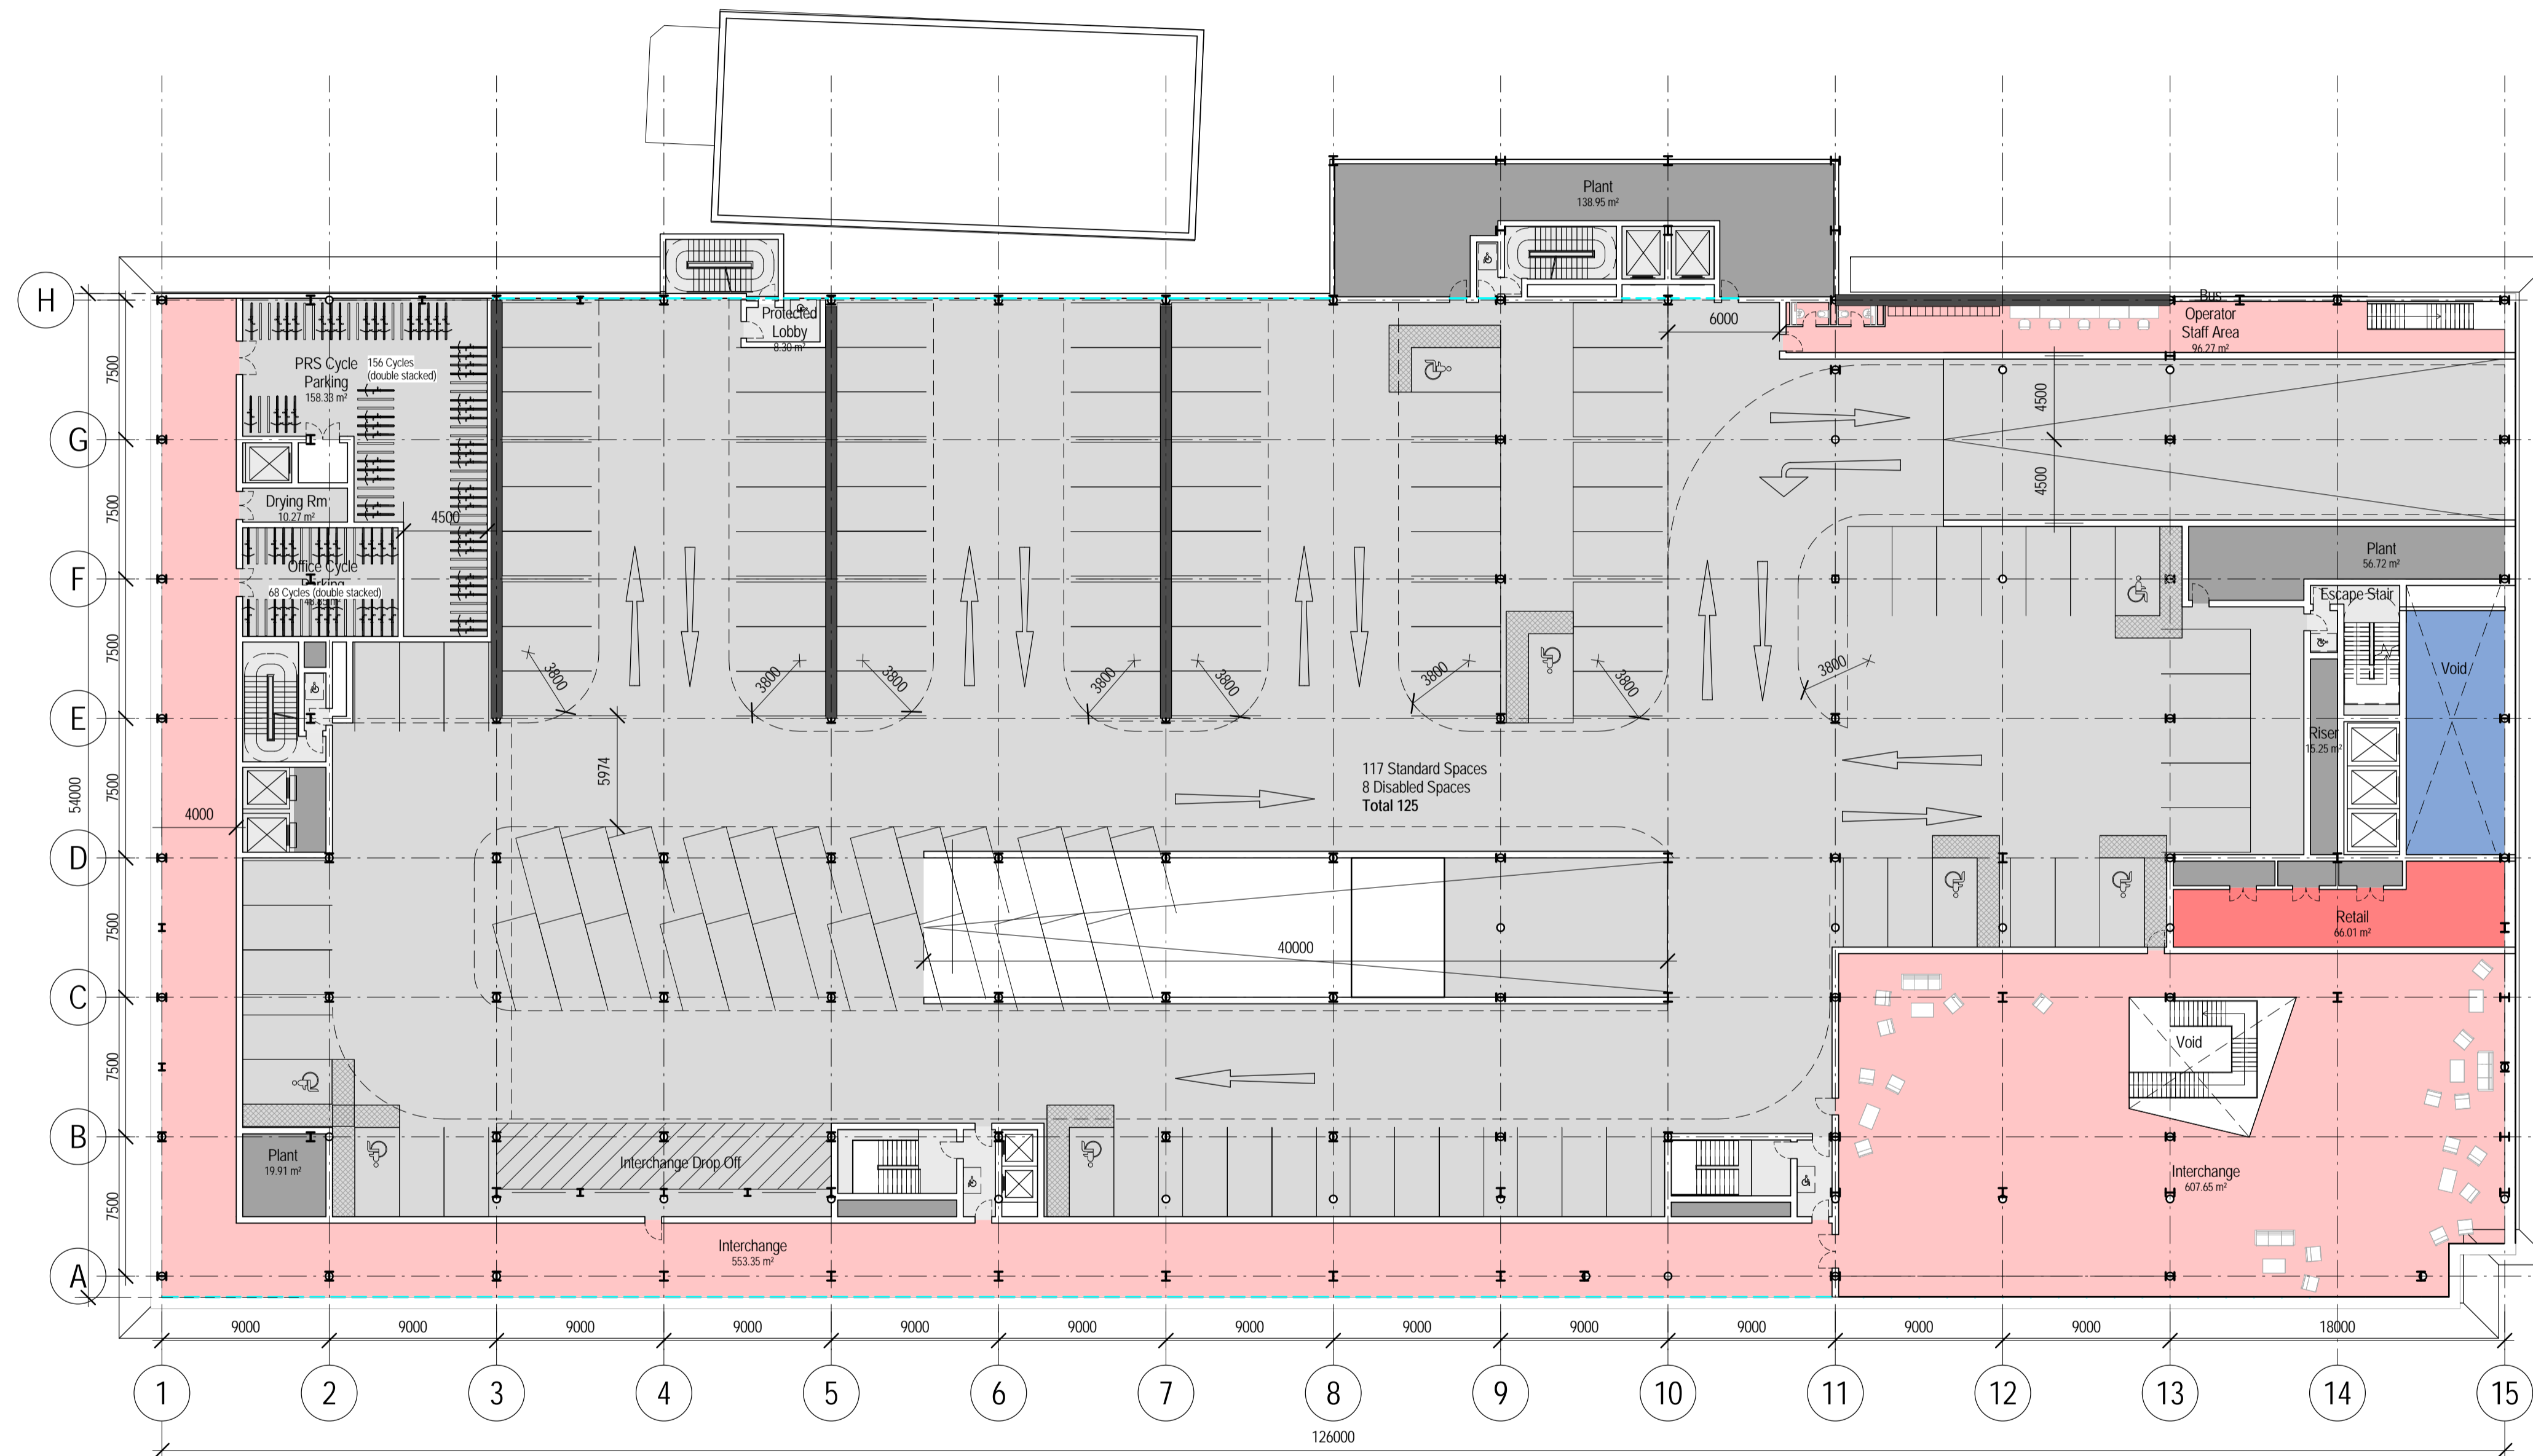 Plant
138.95 m²
H
Protected
Lobby
8.30 m²
6000
Bus
Operator
Staff Area
96.27 m²
PRS Cycle
Parking
158.33 m²
156 Cycles
(double stacked)
7500
4500
G
Drying Rm
10.27 m²
4500
7500
4500
Plant
56.72 m²
F
Office Cycle
Parking
68 Cycles (double stacked)
Escape Stair
7500
3800
3800
3800
3800
3800
3800
3800
3800
Void
E
Riser
15.25 m²
5974
117 Standard Spaces
8 Disabled Spaces
Total 125
54000
7500
4000
D
Retail
66.01 m²
7500
40000
C
Void
7500
B
Plant
19.91 m²
Interchange Drop Off
Interchange
607.65 m²
7500
Interchange
553.35 m²
A
9000
9000
9000
9000
9000
9000
9000
9000
9000
9000
9000
9000
18000
1
2
3
4
5
6
7
8
9
10
11
12
13
14
15
126000